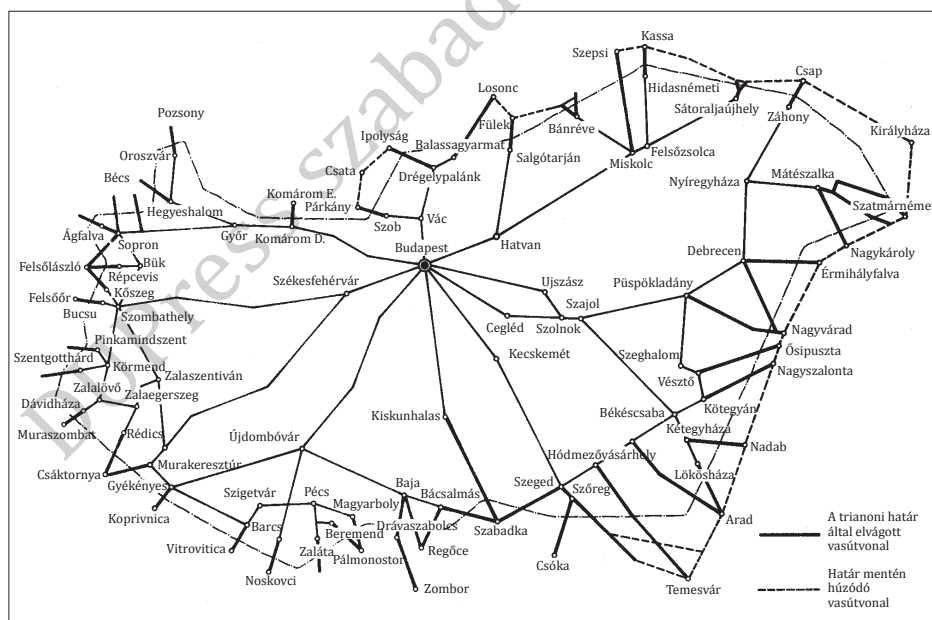 DUPress szabad
Kassa
Szepsi
Csap
Hidasnémeti
Losonc
Sátoraljaújhely
Záhony
Pozsony
Fülek
Bánréve
Királyháza
Ipolyság
Balassagyarmat
Oroszvár
Salgótarján
Miskolc
Felsőzsolca
Csata
Drégelypalánk
Bécs
Komárom E.
Nyíregyháza
Mátészalka
Párkány
Hegyeshalom
Szob
Vác
Szatmárnémeti
Ágfalva
Sopron
Győr
Komárom D.
Budapest
Hatvan
Debrecen
Nagykároly
Felsőlászló
Bük
Répcevis
Érmihályfalva
Székesfehérvár
Ujszász
Püspökladány
Kőszeg
Felsőőr
Szajol
Bucsu
Szombathely
Cegléd
Szolnok
Nagyvárad
Pinkamindszent
Ősipuszta
Szentgotthárd
Kecskemét
Szeghalom
Nagyszalonta
Körmend
Zalaszentiván
Vésztő
Zalalövő
Zalaegerszeg
Dávidháza
Kiskunhalas
Békéscsaba
Kötegyán
Muraszombat
Rédics
Újdombóvár
Kétegyháza
Nadab
Hódmezővásárhely
Csáktornya
Murakeresztúr
Lökösháza
Gyékényes
Baja
Szeged
Szőreg
Szigetvár
Pécs
Bácsalmás
Magyarboly
Koprivnica
Arad
Barcs
Drávaszabolcs
Szabadka
Beremend
Vitrovitica
Zaláta
Regőce
Csóka
Pálmonostor
Noskovci
Zombor
Temesvár
A trianoni határ
által elvágott
vasútvonal
Határ mentén
húzódó
vasútvonal